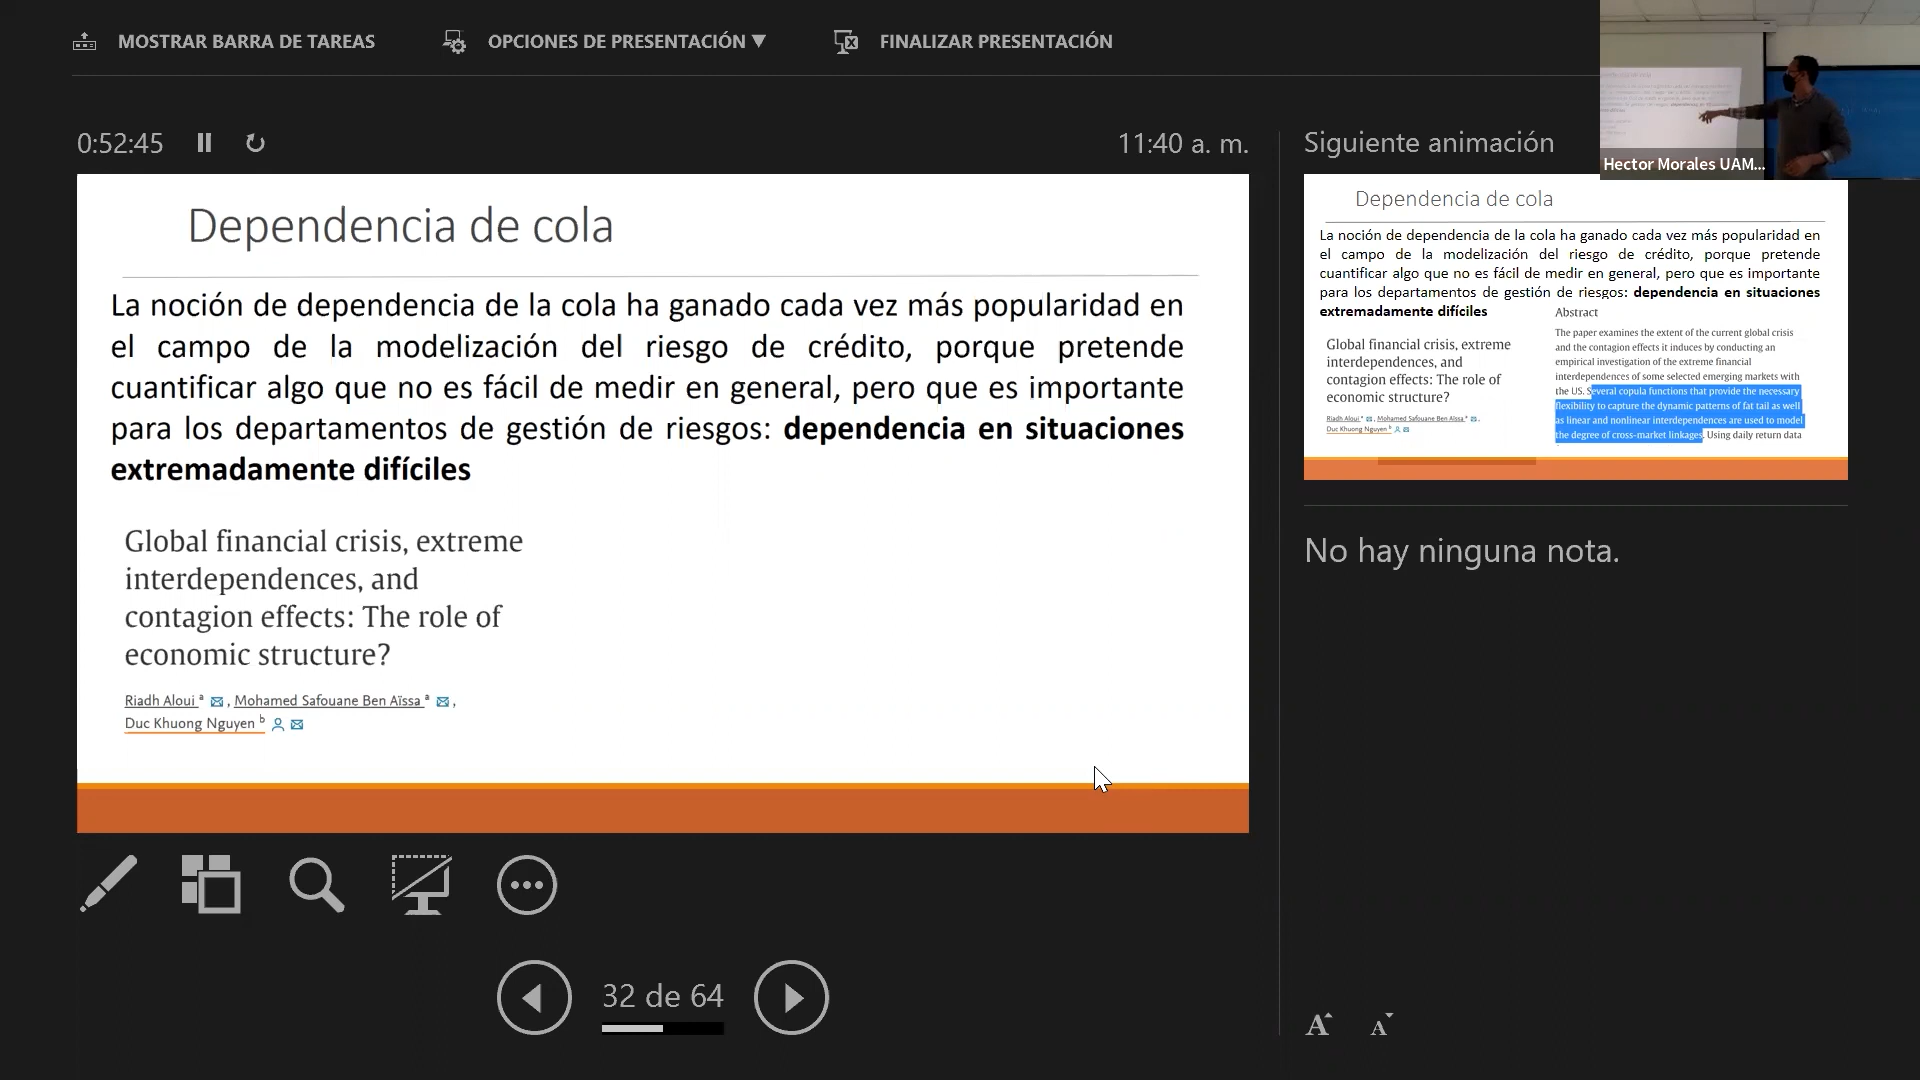 MOSTRAR BARRA DE TAREAS
OPCIONES DE PRESENTACIÓN
FINALIZAR PRESENTACIÓN
Hector Morales UAM...
0:52:45
11:40 a. m.
Dependencia de cola
La noción de dependencia de la cola ha ganado cada vez más popularidad en
el campo de la modelización del riesgo de crédito, porque pretende
cuantificar algo que no es fácil de medir en general, pero que es importante
para los departamentos de gestión de riesgos: dependencia en situaciones
extremadamente difíciles
Global financial crisis, extreme
interdependences, and
contagion effects: The role of
economic structure?
Riadh Aloui a , Mohamed Safouane Ben Aïssa a ,
Duc Khuong Nguyen b
32 de 64
Siguiente animación
Dependencia de cola
La noción de dependencia de la cola ha ganado cada vez más popularidad en
el campo de la modelización del riesgo de crédito, porque pretende
cuantificar algo que no es fácil de medir en general, pero que es importante
para los departamentos de gestión de riesgos: dependencia en situaciones
extremadamente difíciles
Global financial crisis, extreme
interdependences, and
contagion effects: The role of
economic structure?
Riadh Aloui a , Mohamed Safouane Ben Aïssa a ,
Duc Khuong Nguyen b
Abstract
The paper examines the extent of the current global crisis
and the contagion effects it induces by conducting an
empirical investigation of the extreme financial
interdependences of some selected emerging markets with
the US. Several copula functions that provide the necessary
flexibility to capture the dynamic patterns of fat tail as well
as linear and nonlinear interdependences are used to model
the degree of cross-market linkages. Using daily return data
No hay ninguna nota.
A A